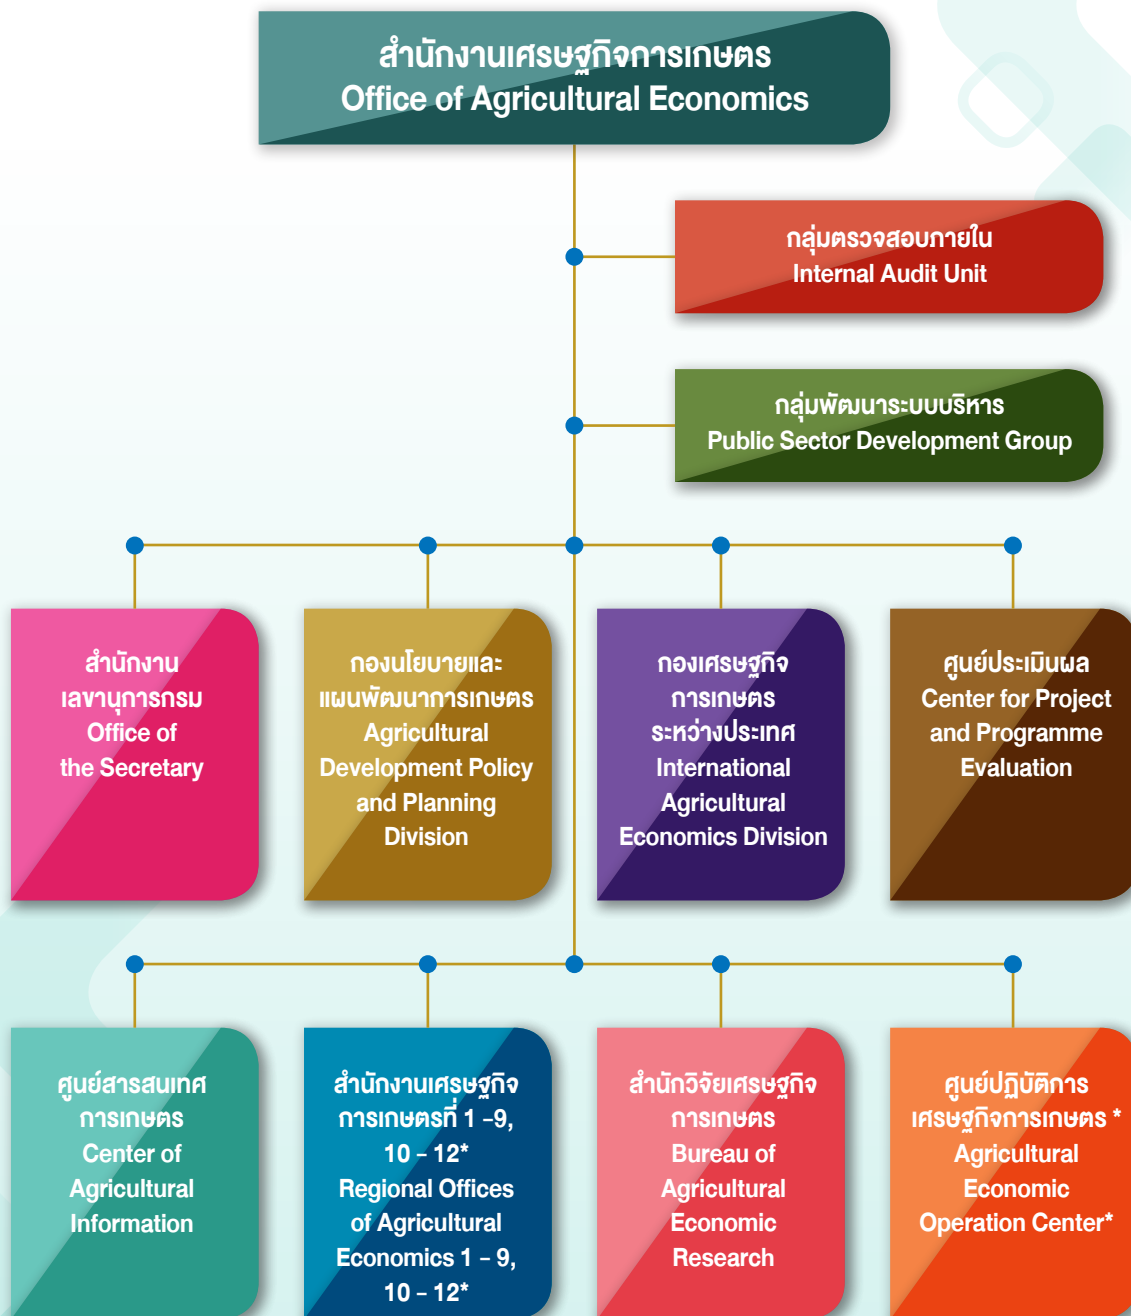 สำนักงานเศรษฐกิจการเกษตร
Office of Agricultural Economics
กลุ่มตรวจสอบภายใน
Internal Audit Unit
กลุ่มพัฒนาระบบบริหาร
Public Sector Development Group
สำนักงาน
เลขานุการกรม
Office of
the Secretary
กองนโยบายและ
แผนพัฒนาการเกษตร
Agricultural
Development Policy
and Planning
Division
กองเศรษฐกิจ
การเกษตร
ระหว่างประเทศ
International
Agricultural
Economics Division
ศูนย์ประเมินผล
Center for Project
and Programme
Evaluation
ศูนย์สารสนเทศ
การเกษตร
Center of
Agricultural
Information
สำนักงานเศรษฐกิจ
การเกษตรที่ 1 -9,
10 - 12*
Regional Offices
of Agricultural
Economics 1 - 9,
10 - 12*
สำนักวิจัยเศรษฐกิจ
การเกษตร
Bureau of
Agricultural
Economic
Research
ศูนย์ปฏิบัติการ
เศรษฐกิจการเกษตร *
Agricultural
Economic
Operation Center*